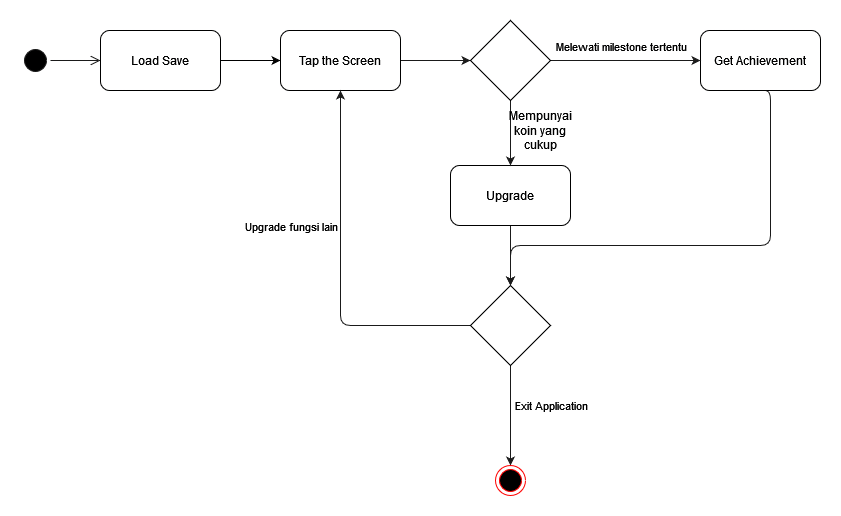 Load Save
Tap the Screen
Melewati milestone tertentu
Get Achievement
Mempunyai
koin yang
cukup
Upgrade
Upgrade fungsi lain
Exit Application